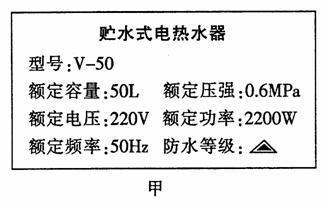 贮水式电热水器
型号:V-50
额定容量:50L 额定压强:0.6MPa
额定电压:220V 额定功率:2200W
额定频率:50Hz 防水等级:
甲